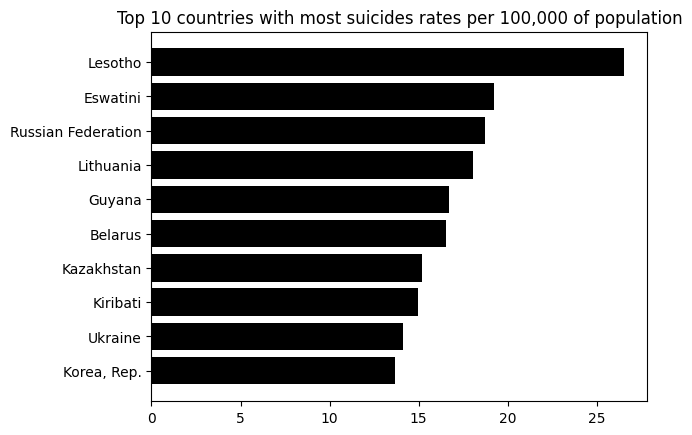 Top 10 countries with most suicides rates per 100,000 of population
Lesotho
Eswatini
Russian Federation
Lithuania
Guyana
Belarus
Kazakhstan
Kiribati
Ukraine
Korea, Rep.
0 5 10 15 20 25